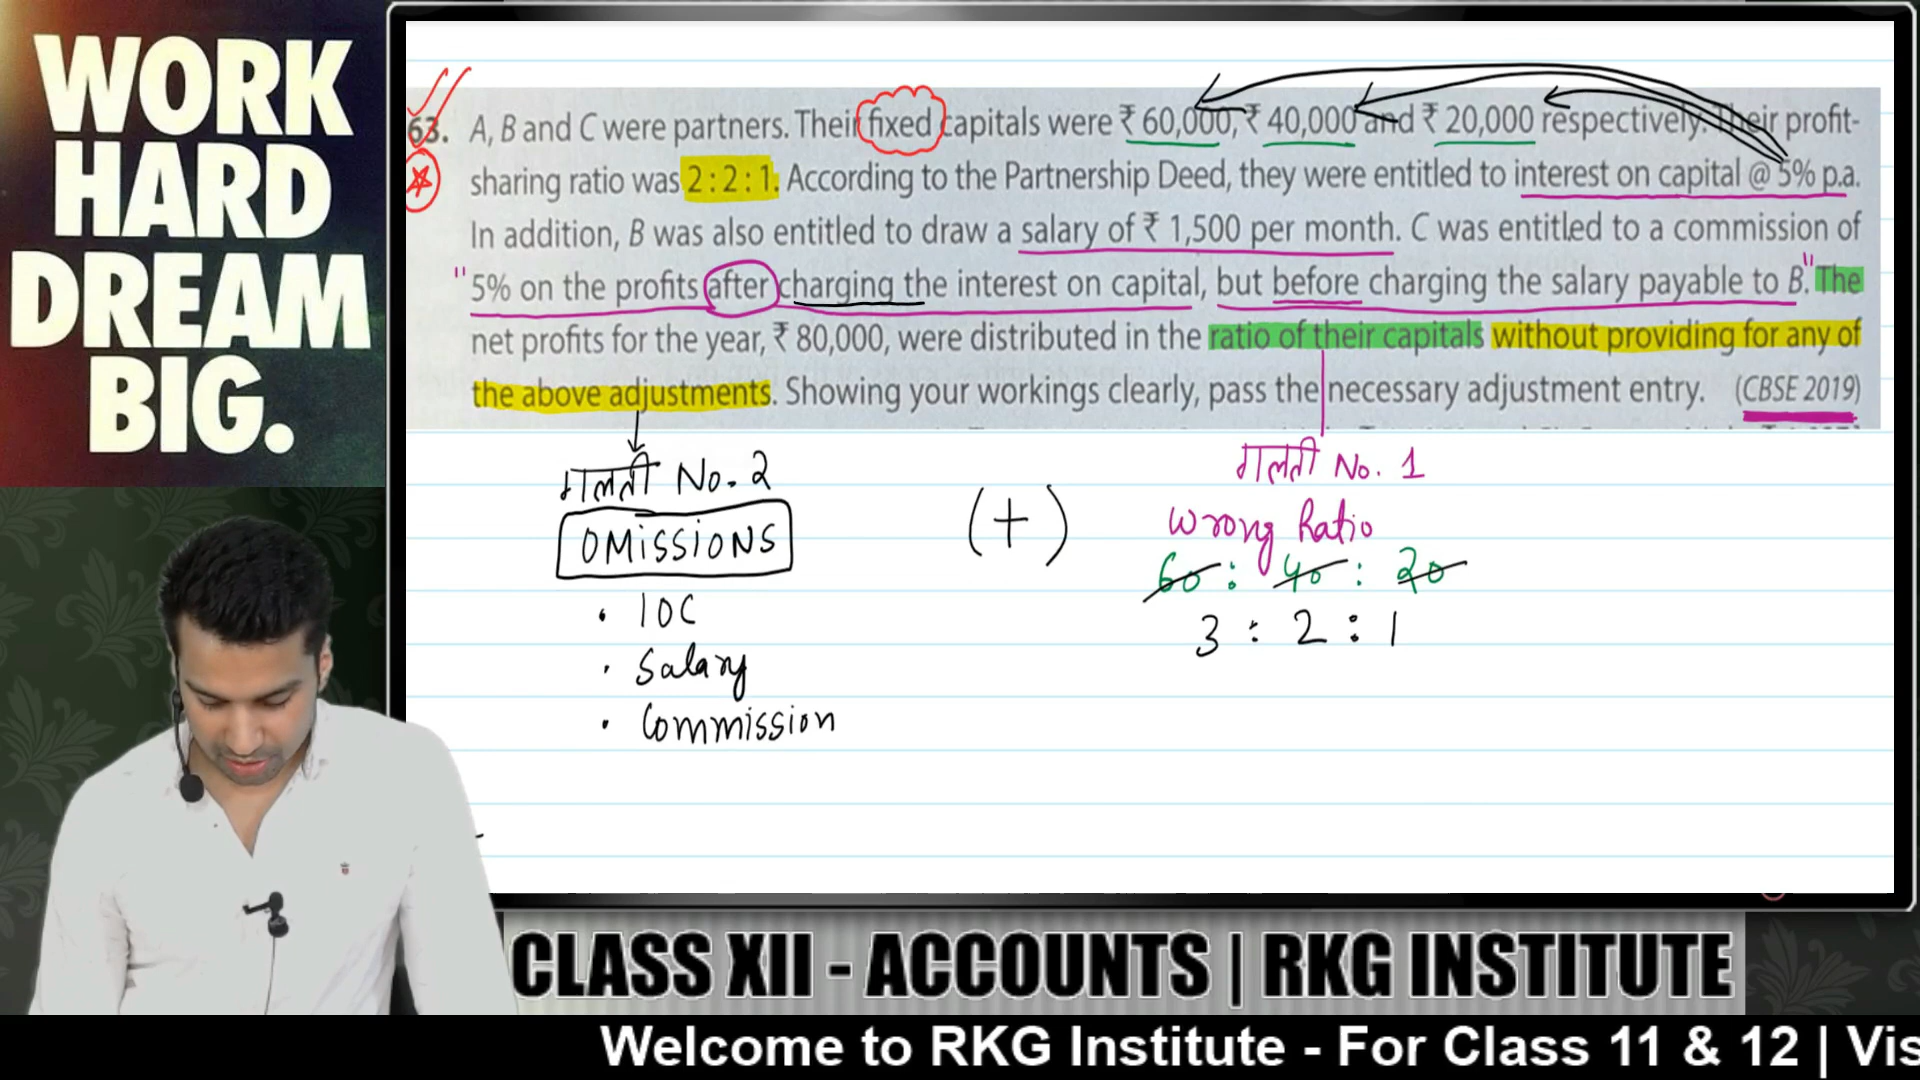 WORK
HARD
DREAM
BIG.
63. A, B and C were partners. Their fixed capitals were ₹ 60,000, ₹ 40,000 and ₹ 20,000 respectively. Their profit-
sharing ratio was 2 : 2 : 1. According to the Partnership Deed, they were entitled to interest on capital @ 5% p.a.
In addition, B was also entitled to draw a salary of ₹ 1,500 per month. C was entitled to a commission of
"5% on the profits after charging the interest on capital, but before charging the salary payable to B". The
net profits for the year, ₹ 80,000, were distributed in the ratio of their capitals without providing for any of
the above adjustments. Showing your workings clearly, pass the necessary adjustment entry. (CBSE 2019)
गलती No. 2
गलती No. 1
OMISSIONS
(+)
Wrong Ratio
60 : 40 : 20
• IOC
3 : 2 : 1
• Salary
• Commission
CLASS XII - ACCOUNTS | RKG INSTITUTE
Welcome to RKG Institute - For Class 11 & 12 | Vis